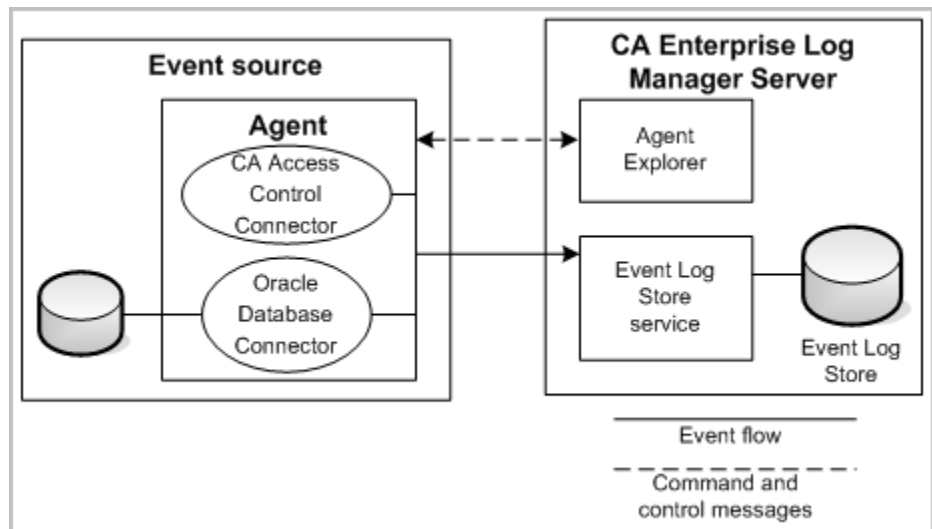 Event source
Agent
CA Access
Control
Connector
Oracle
Database
Connector
CA Enterprise Log
Manager Server
Agent
Explorer
Event Log
Store
service
Event Log
Store
Event flow
Command and
control messages